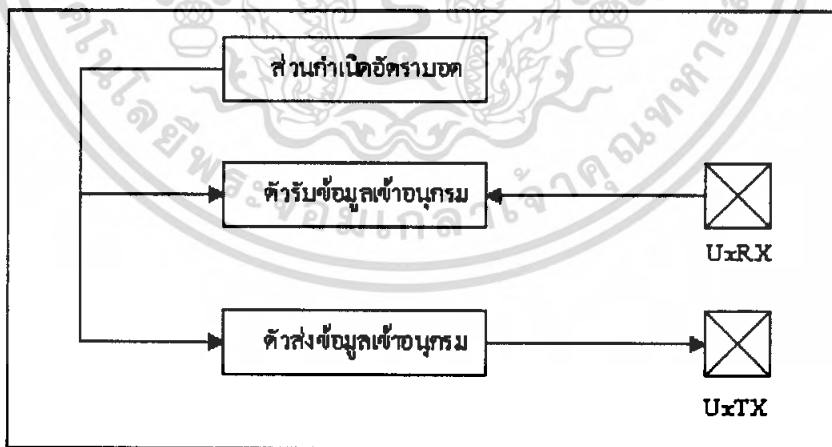 ส่วนกำเนิดอัตราบอด
ตัวรับข้อมูลเข้าอนุกรม
UxRX
ตัวส่งข้อมูลเข้าอนุกรม
UxTX